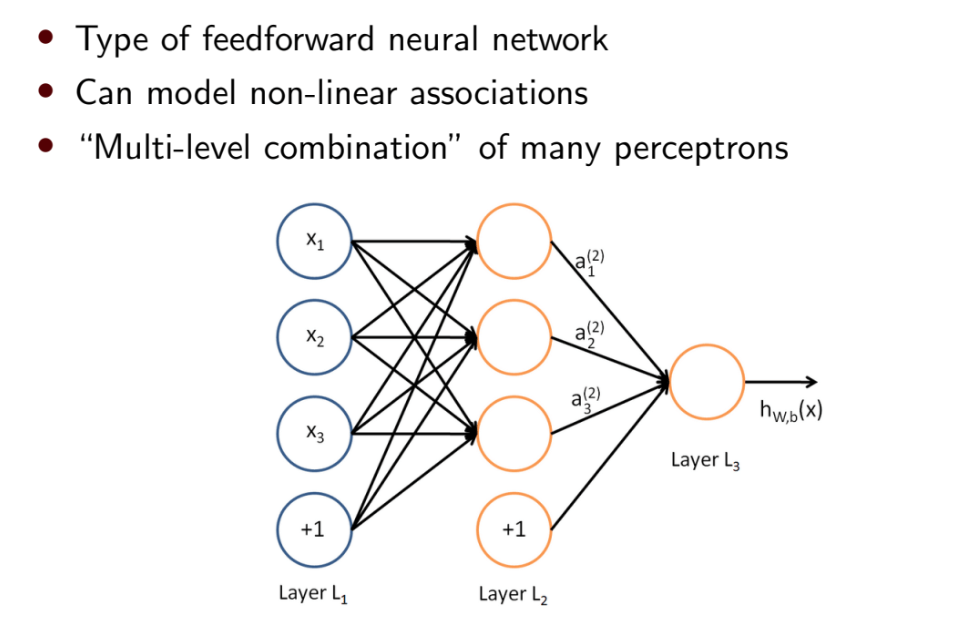 • Type of feedforward neural network
• Can model non-linear associations
• “Multi-level combination” of many perceptrons
x₁
x₂
x₃
+1
Layer L₁
+1
Layer L₂
a₁⁽²⁾
a₂⁽²⁾
a₃⁽²⁾
h_W,b(x)
Layer L₃